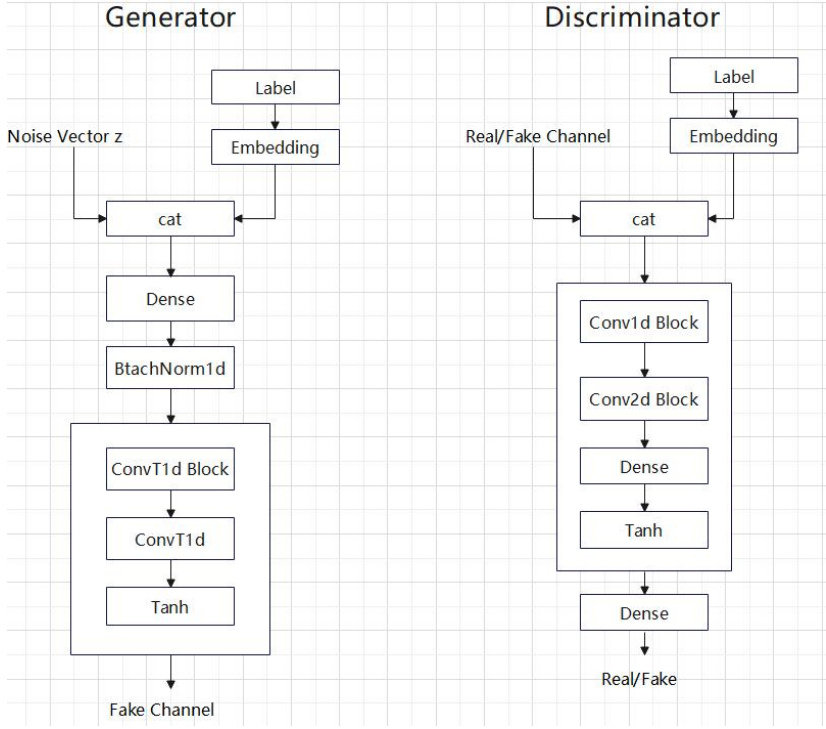 Generator
Label
Noise Vector z
Embedding
cat
Dense
BtachNorm1d
ConvT1d Block
ConvT1d
Tanh
Fake Channel
Discriminator
Label
Real/Fake Channel
Embedding
cat
Conv1d Block
Conv2d Block
Dense
Tanh
Dense
Real/Fake